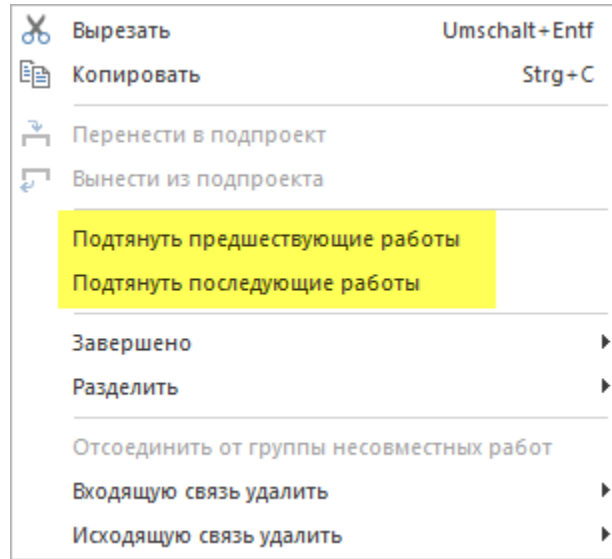 Вырезать Umschalt+Entf
Копировать Strg+C
Перенести в подпроект
Вынести из подпроекта
Подтянуть предшествующие работы
Подтянуть последующие работы
Завершено
Разделить
Отсоединить от группы несовместных работ
Входящую связь удалить
Исходящую связь удалить